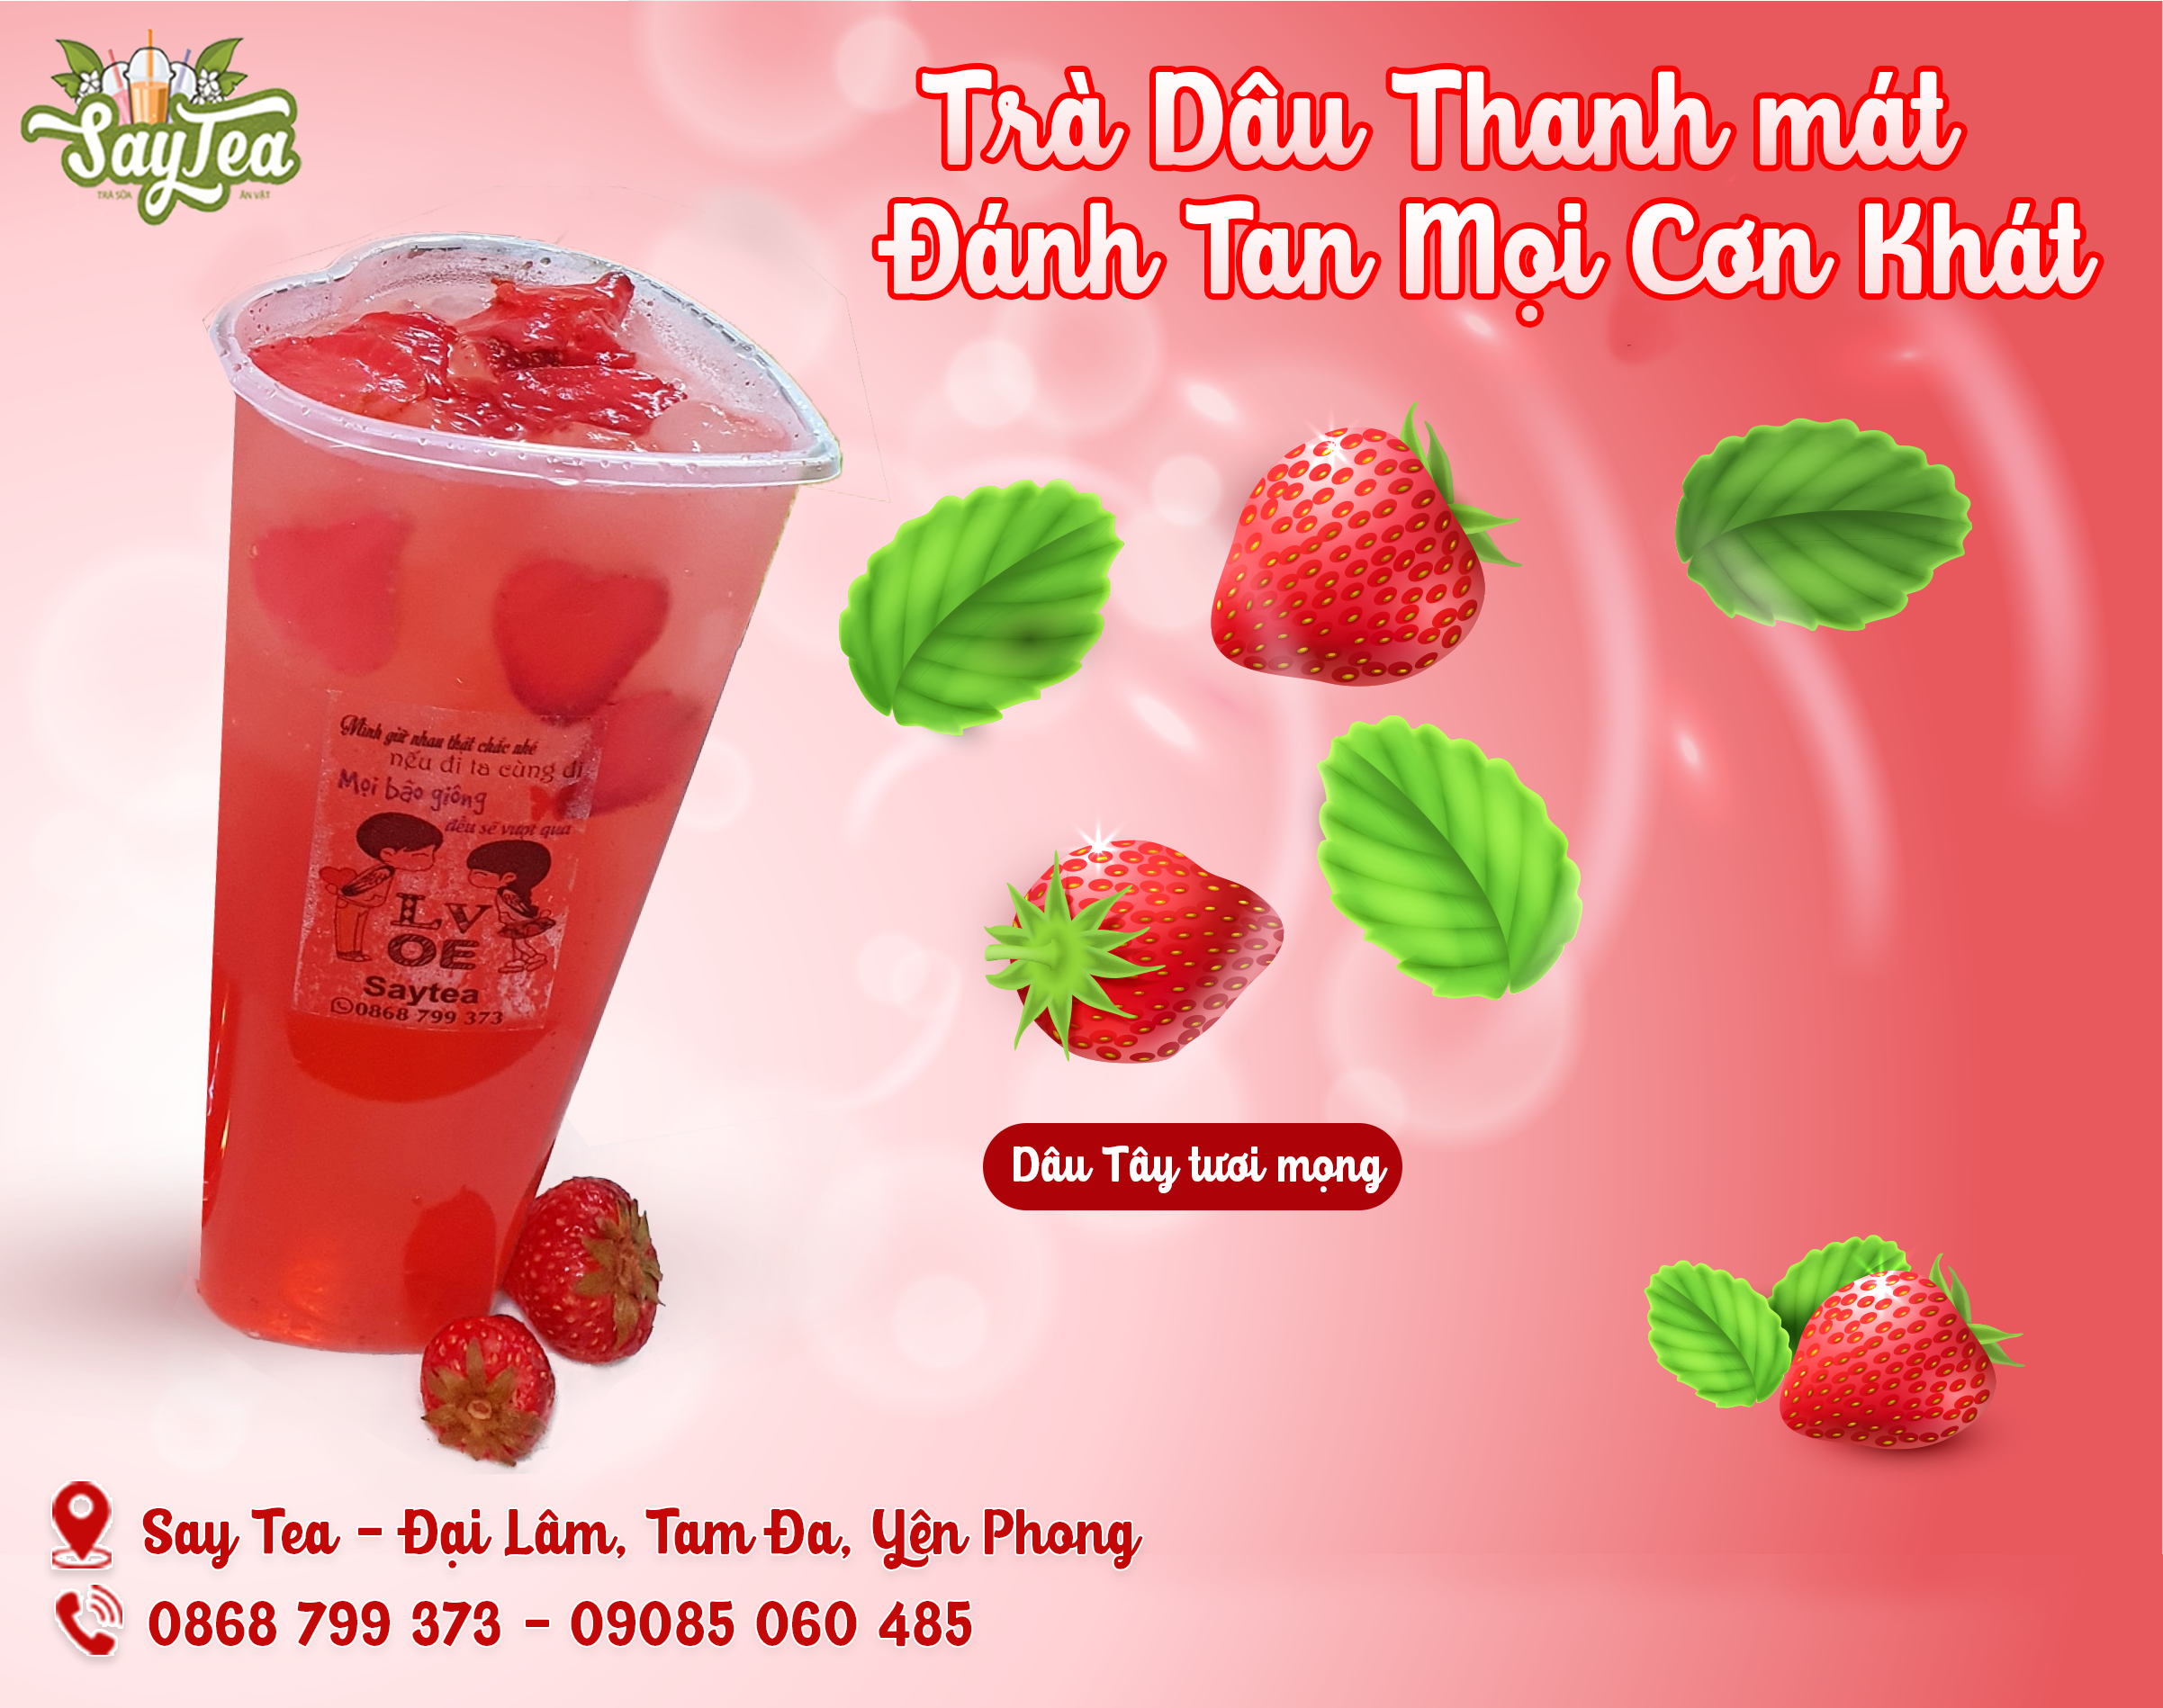 SayTea
TRÀ SỮA ĂN VẶT
Trà Dâu Thanh mát
Đánh Tan Mọi Cơn Khát
Mình giữ nhau thật chắc nhé
nếu đi ta cùng đi
Mọi bão giông
đều sẽ vượt qua
LV
OE
Saytea
0868 799 373
Dâu Tây tươi mọng
Say Tea - Đại Lâm, Tam Đa, Yên Phong
0868 799 373 - 09085 060 485